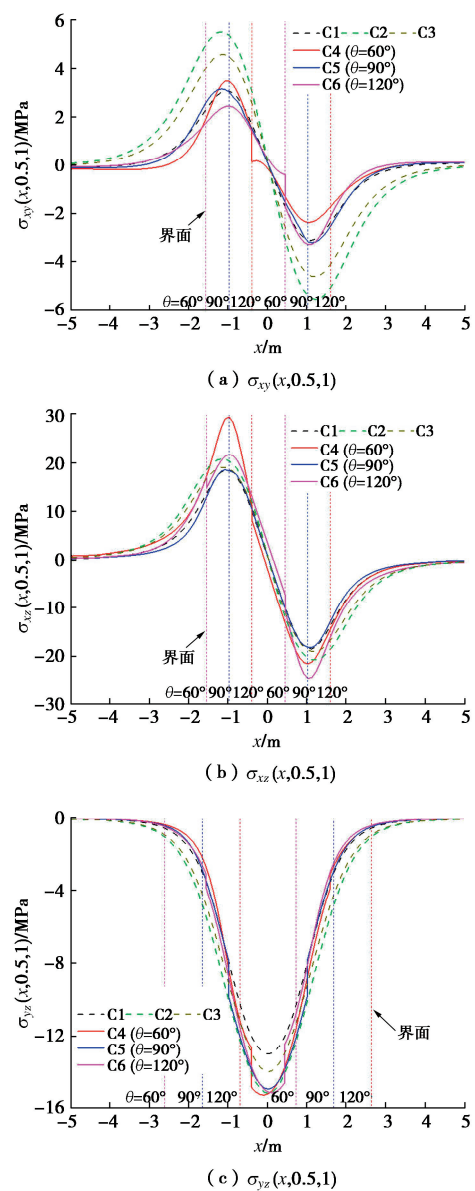 6
4
2
0
-2
-4
-6
σxy(x,0.5,1)/MPa
C1 C2 C3
C4 (θ=60°)
C5 (θ=90°)
C6 (θ=120°)
界面
θ=60° 90°120° 60° 90°120°
-5 -4 -3 -2 -1 0 1 2 3 4 5
x/m
(a) σxy(x,0.5,1)
30
20
10
0
-10
-20
-30
σxz(x,0.5,1)/MPa
C1 C2 C3
C4 (θ=60°)
C5 (θ=90°)
C6 (θ=120°)
界面
θ=60° 90°120° 60° 90°120°
-5 -4 -3 -2 -1 0 1 2 3 4 5
x/m
(b) σxz(x,0.5,1)
0
-4
-8
-12
-16
σyz(x,0.5,1)/MPa
C1 C2 C3
C4 (θ=60°)
C5 (θ=90°)
C6 (θ=120°)
界面
θ=60° 90° 120° 60° 90° 120°
-5 -4 -3 -2 -1 0 1 2 3 4 5
x/m
(c) σyz(x,0.5,1)